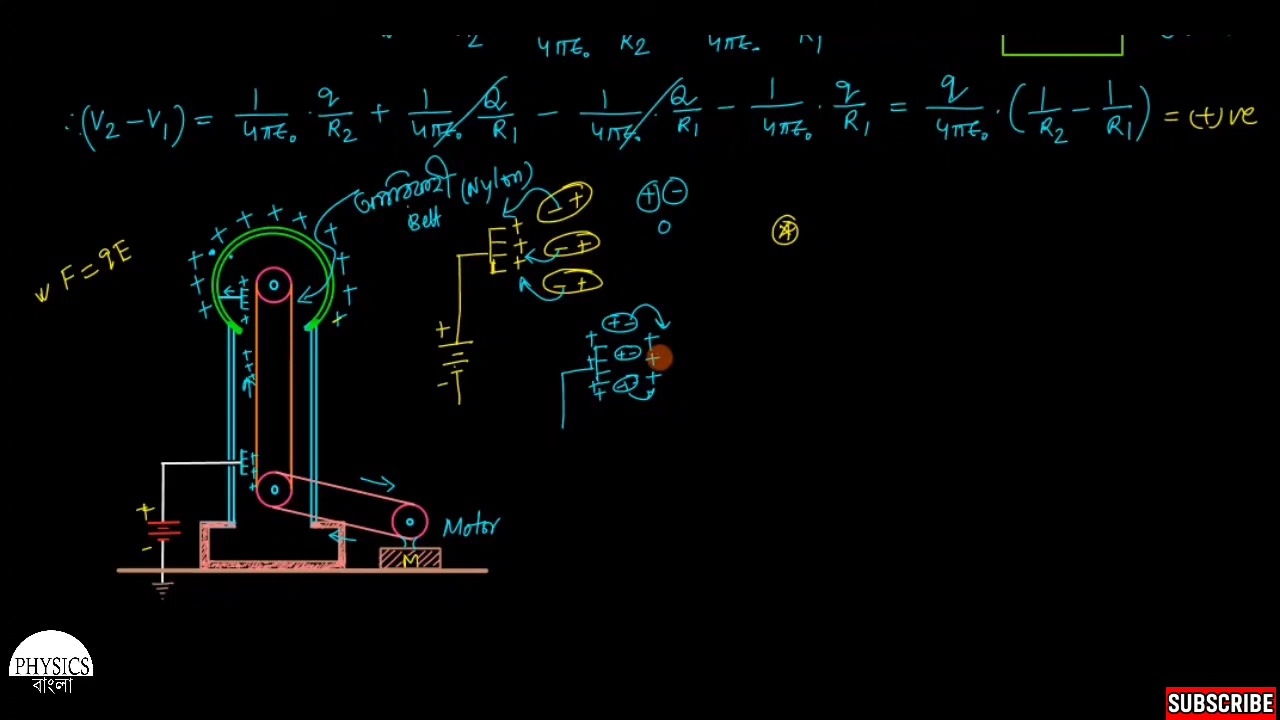 4πε₀ R₂ 4πε₀ R₁
∴(V₂ − V₁) = 1/4πε₀ · q/R₂ + 1/4πε₀ · Q/R₁ − 1/4πε₀ · Q/R₁ − 1/4πε₀ · q/R₁ = q/4πε₀ · (1/R₂ − 1/R₁) = (+)ve
(Nylon)
Belt
F = qE
Motor
M
PHYSICS
বাংলা
SUBSCRIBE